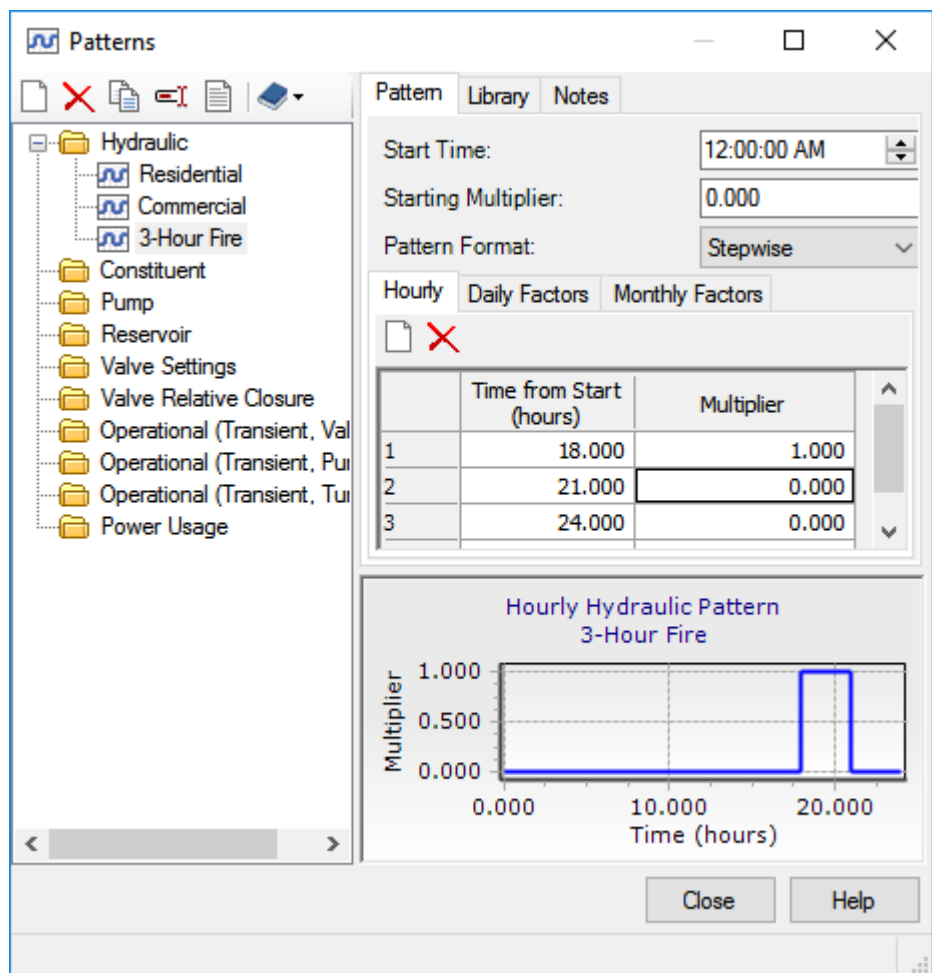 Patterns
Hydraulic
Residential
Commercial
3-Hour Fire
Constituent
Pump
Reservoir
Valve Settings
Valve Relative Closure
Operational (Transient, Val
Operational (Transient, Pu
Operational (Transient, Tu
Power Usage
Pattern Library Notes
Start Time: 12:00:00 AM
Starting Multiplier: 0.000
Pattern Format: Stepwise
Hourly Daily Factors Monthly Factors
Time from Start (hours) Multiplier
1 18.000 1.000
2 21.000 0.000
3 24.000 0.000
Hourly Hydraulic Pattern
3-Hour Fire
Multiplier
1.000
0.500
0.000
0.000 10.000 20.000
Time (hours)
Close Help